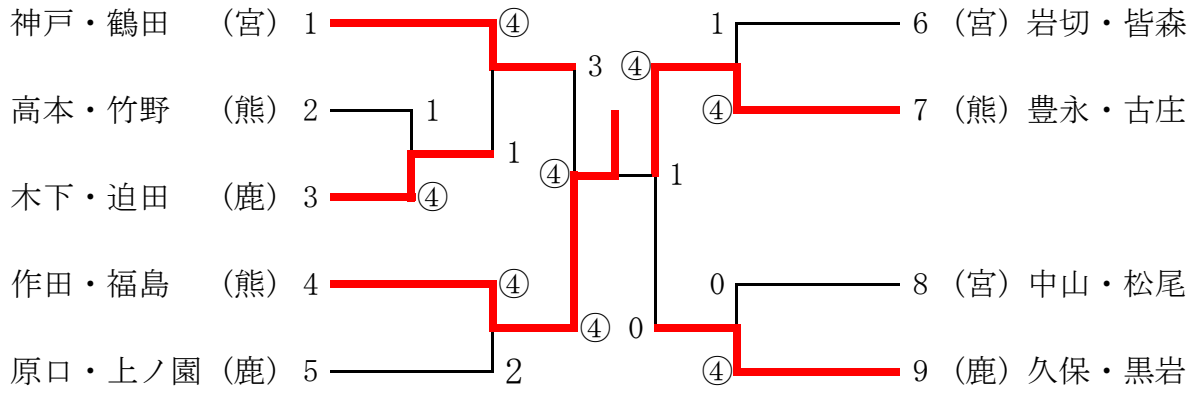 神戸・鶴田 (宮) 1 ④ 1 6 (宮) 岩切・皆森
3 ④
高本・竹野 (熊) 2 1 ④ 7 (熊) 豊永・古庄
1
④ 1
木下・迫田 (鹿) 3 ④
作田・福島 (熊) 4 ④ 0 8 (宮) 中山・松尾
④ 0
原口・上ノ園 (鹿) 5 2 ④ 9 (鹿) 久保・黒岩